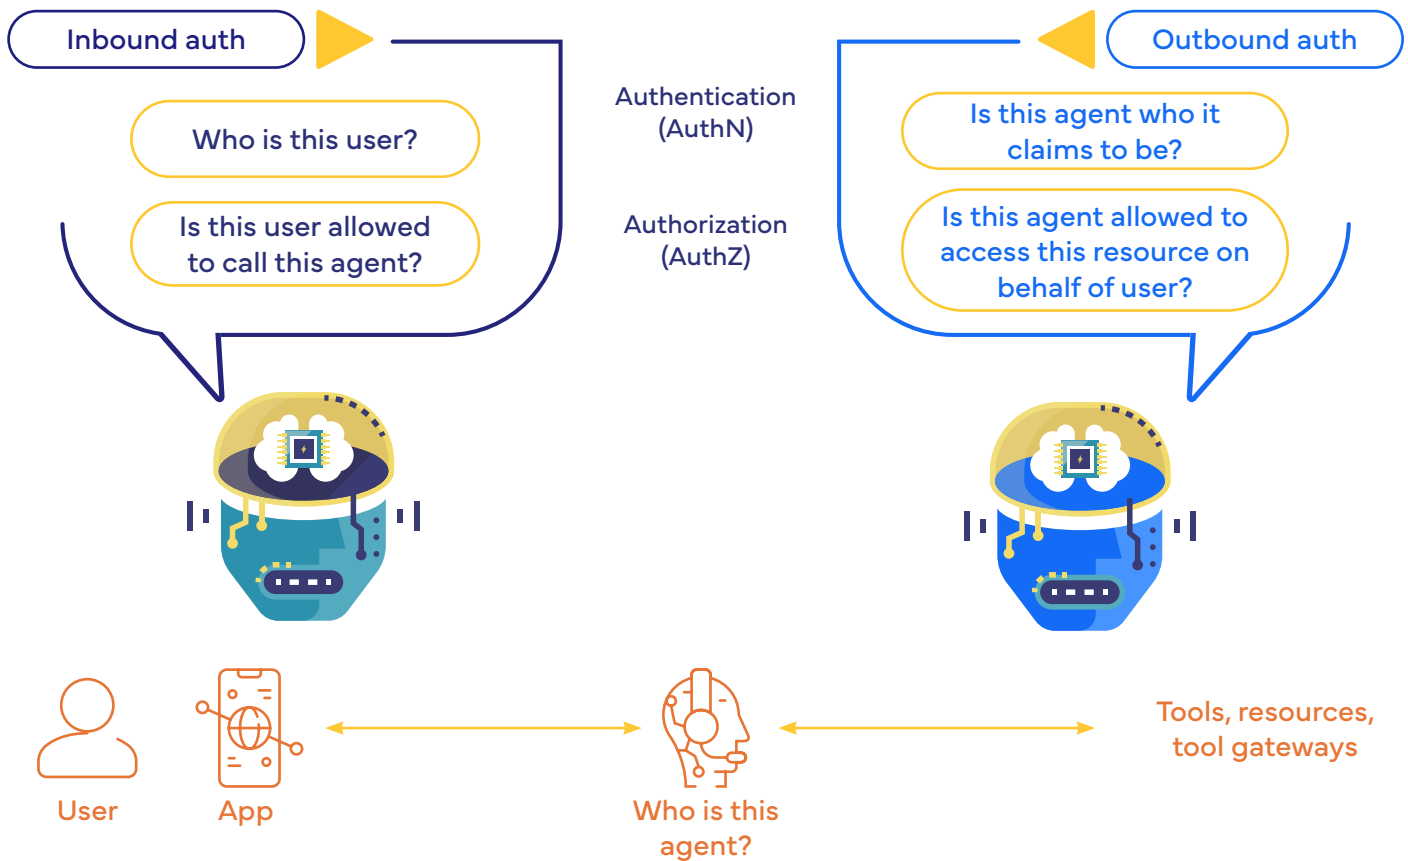 Inbound auth
Outbound auth
Who is this user?
Is this user allowed
to call this agent?
Authentication
(AuthN)
Authorization
(AuthZ)
Is this agent who it
claims to be?
Is this agent allowed to
access this resource on
behalf of user?
User
App
Who is this
agent?
Tools, resources,
tool gateways